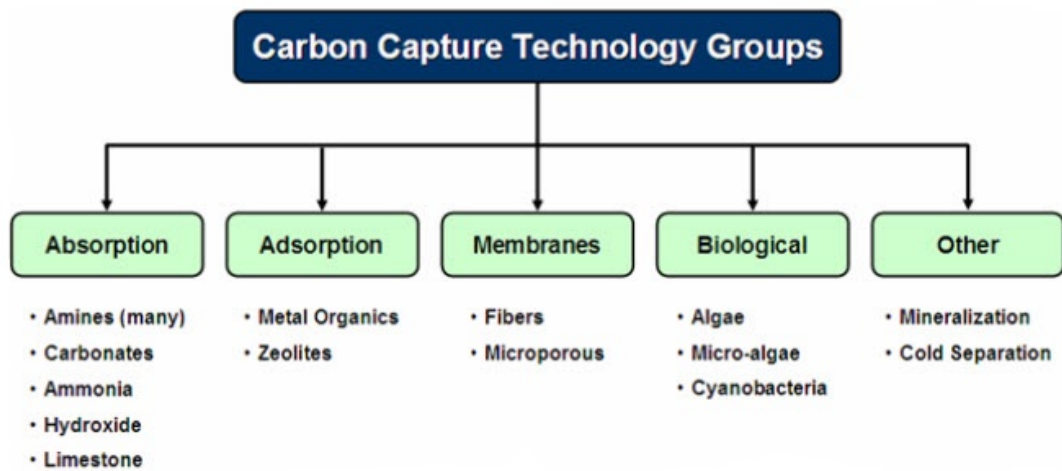 Carbon Capture Technology Groups
Absorption
• Amines (many)
• Carbonates
• Ammonia
• Hydroxide
• Limestone
Adsorption
• Metal Organics
• Zeolites
Membranes
• Fibers
• Microporous
Biological
• Algae
• Micro-algae
• Cyanobacteria
Other
• Mineralization
• Cold Separation